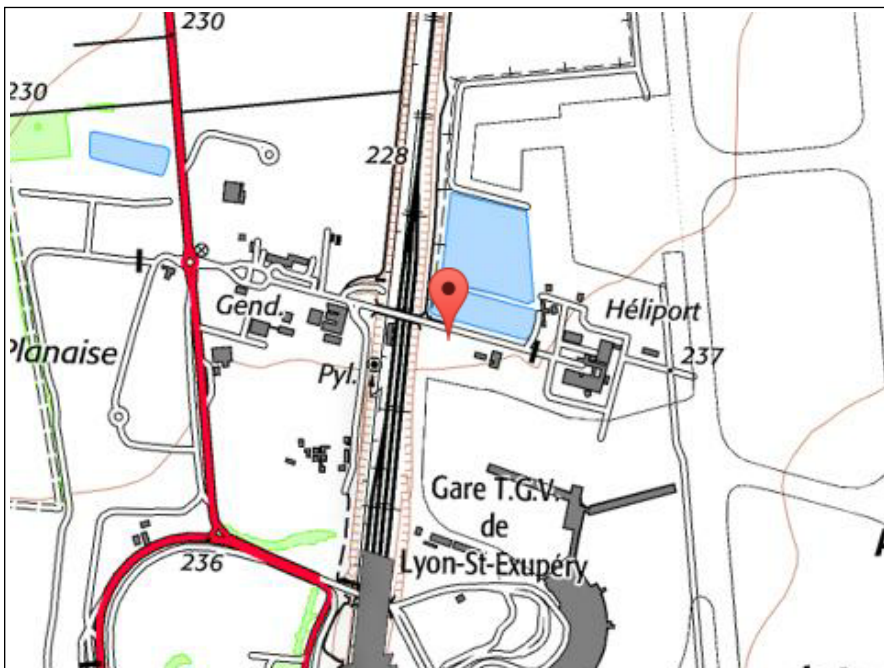 230
230
228
Gend.
Héliport
Planaise
237
Pyl.
Gare T.G.V.
de
Lyon-St-Exupéry
236